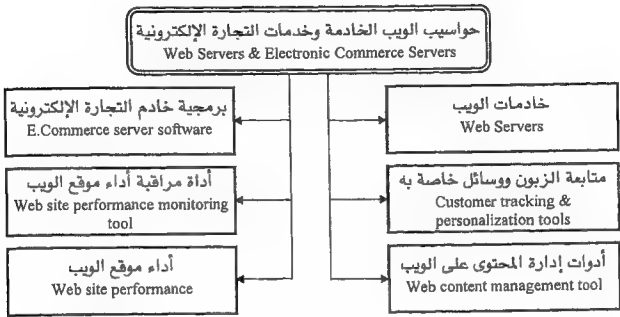 حواسيب الويب الخادمة وخدمات التجارة الإلكترونية
Web Servers & Electronic Commerce Servers
خادمات الويب
Web Servers
برمجية خادم التجارة الإلكترونية
E.Commerce server software
متابعة الزبون ووسائل خاصة به
Customer tracking &
personalization tools
أداة مراقبة أداء موقع الويب
Web site performance monitoring
tool
أدوات إدارة المحتوى على الويب
Web content management tool
أداء موقع الويب
Web site performance